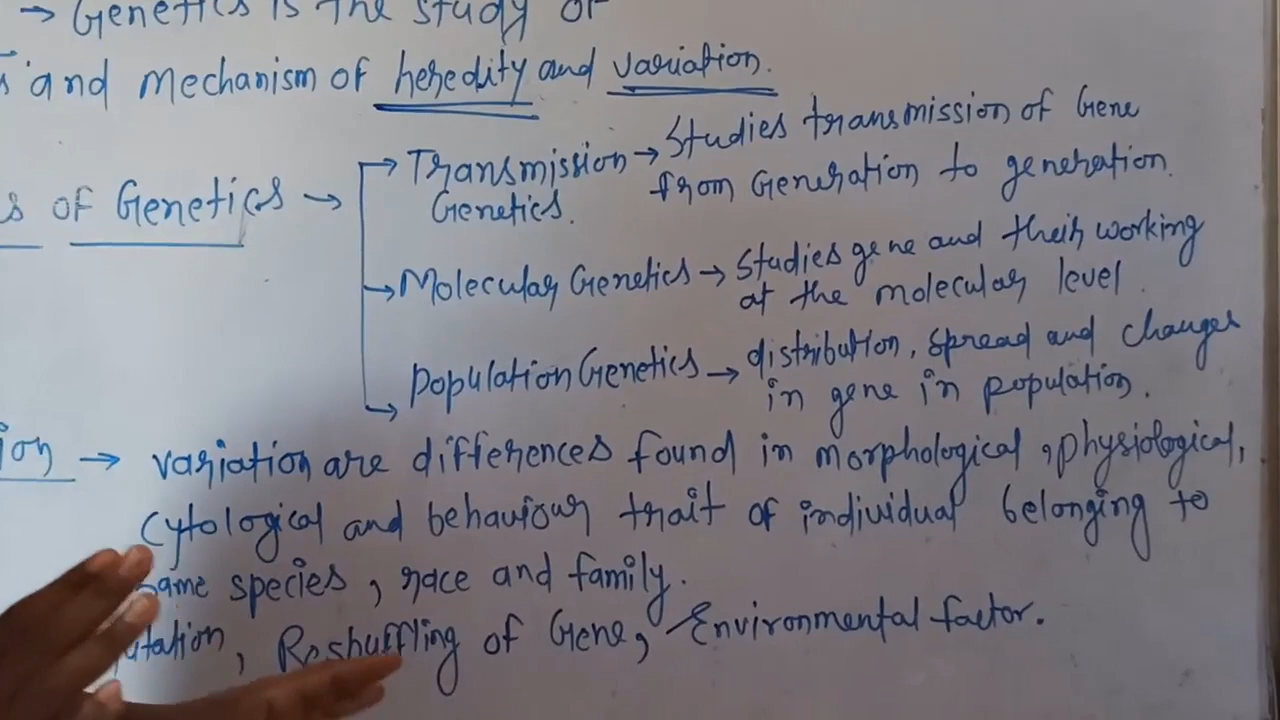 → Genetics is the study of
and mechanism of heredity and variation.
s of Genetics →
→ Transmission Genetics. → Studies transmission of Gene
from Generation to generation.
→ Molecular Genetics → Studies gene and their working
at the molecular level.
→ Population Genetics → distribution, spread and changes
in gene in population.
ion → variation are differences found in morphological, physiological,
Cytological and behaviour trait of individual belonging to
same species, race and family.
utation, Reshuffling of Gene, Environmental factor.